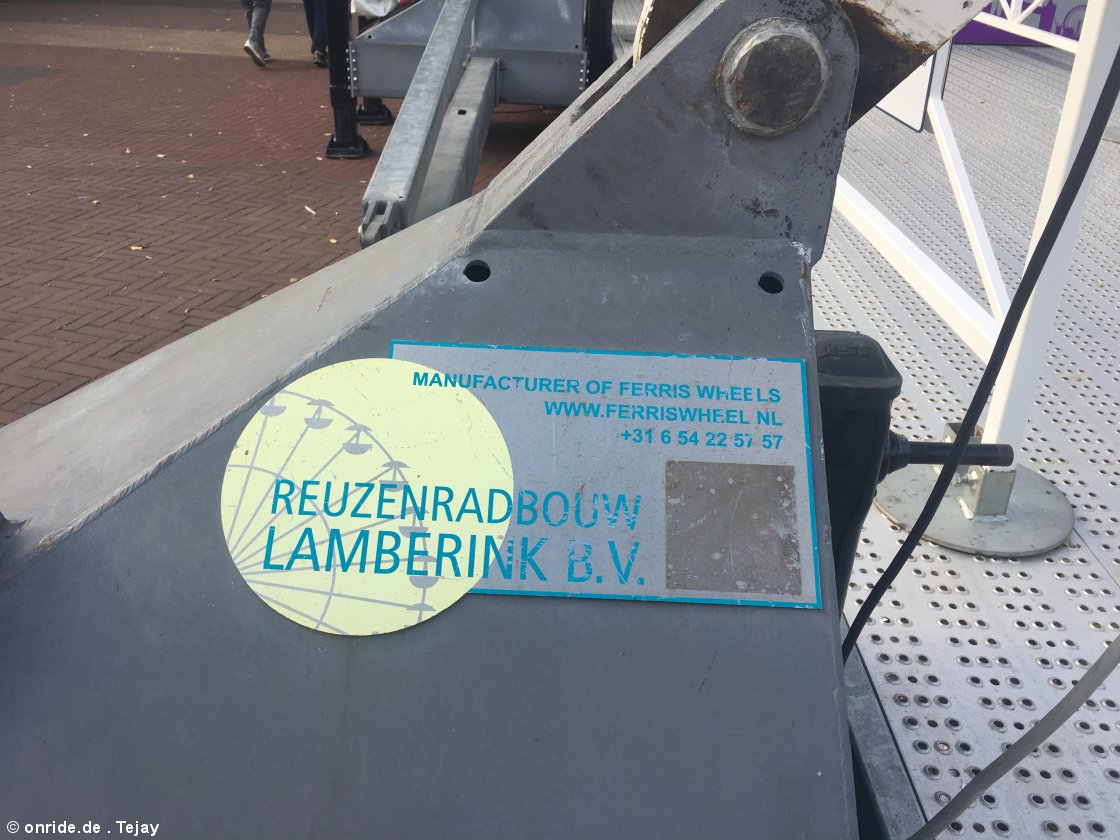 MANUFACTURER OF FERRIS WHEELS
WWW.FERRISWHEEL.NL
+31 6 54 22 57 57
REUZENRADBOUW
LAMBERINK B.V.
© onride.de . Tejay